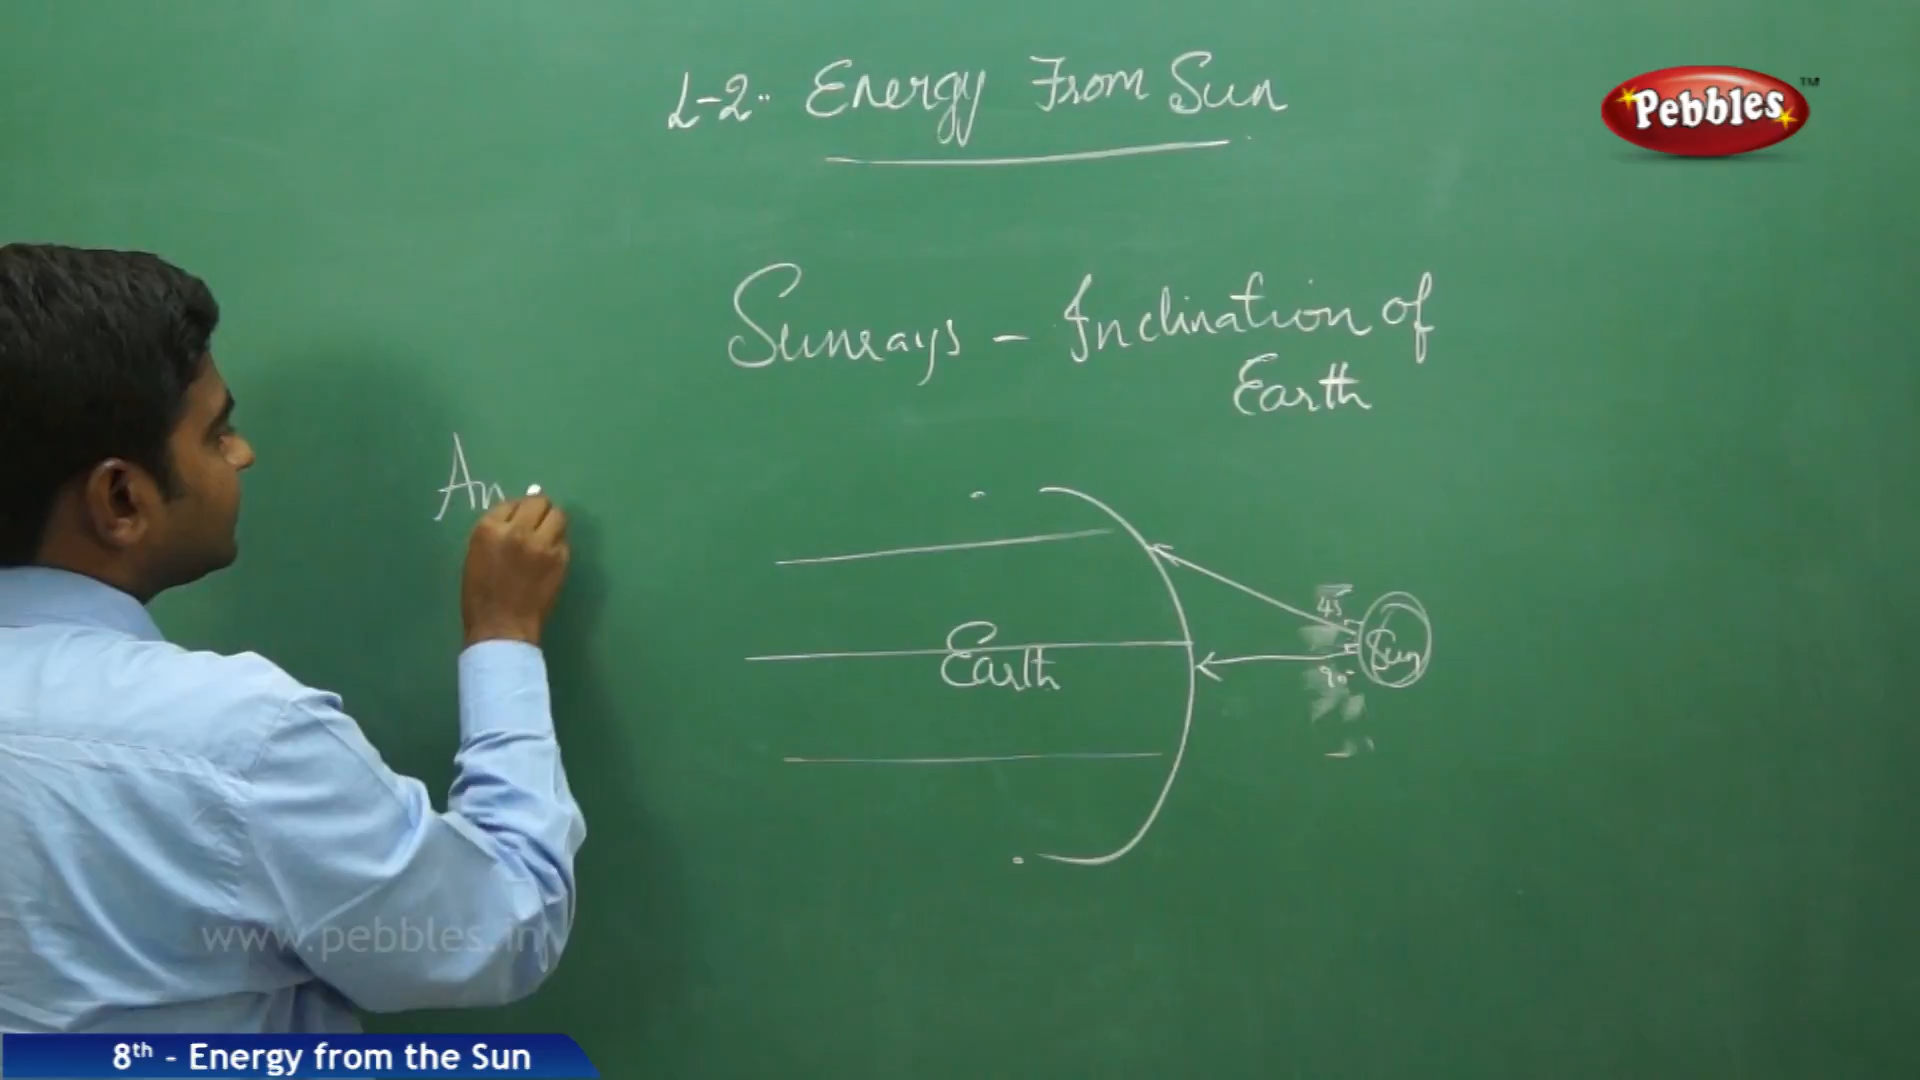 L-2.. Energy From Sun
Pebbles™
Sunrays - Inclination of
Earth
An
45
Sun
90
Earth
www.pebbles.in
8th - Energy from the Sun